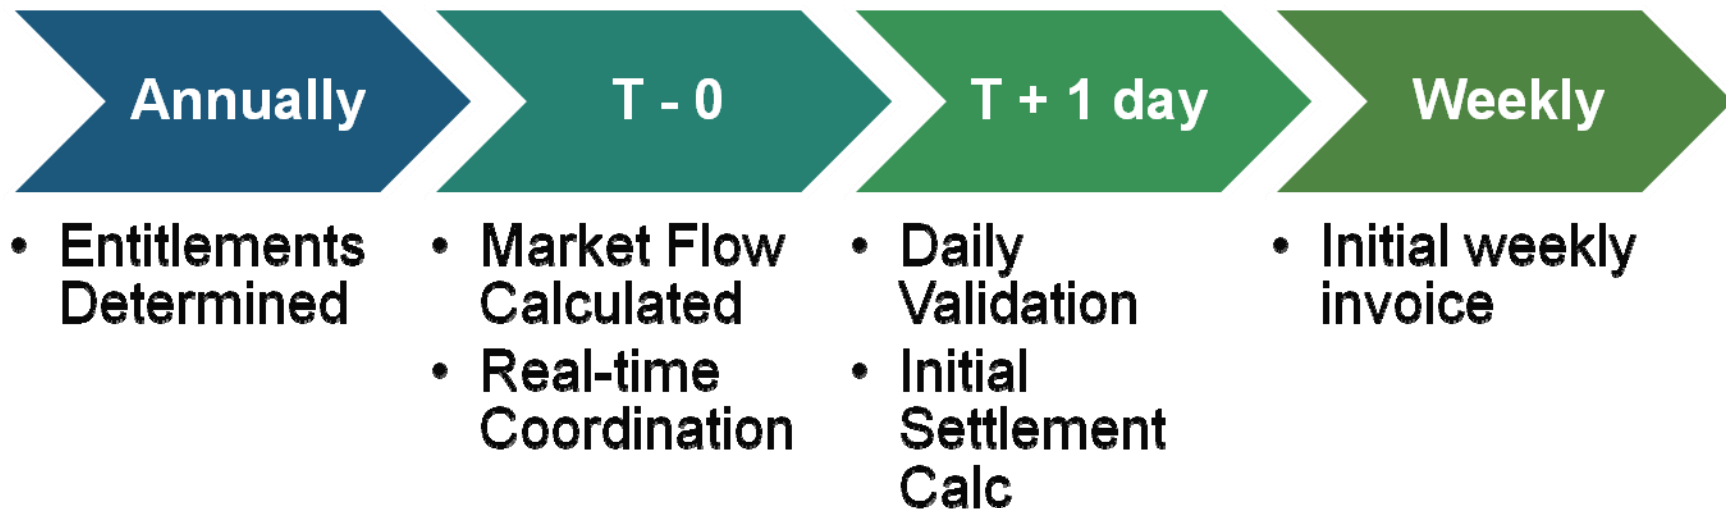 Annually
T - 0
T + 1 day
Weekly
• Entitlements
Determined
• Market Flow
Calculated
• Real-time
Coordination
• Daily
Validation
• Initial
Settlement
Calc
• Initial weekly
invoice